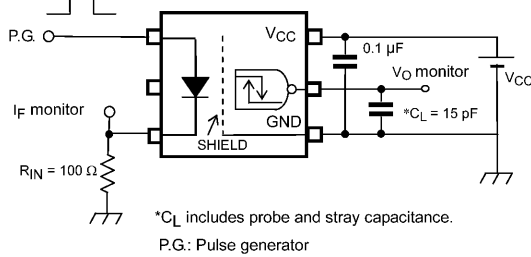 P.G.
VCC
0.1 µF
VO monitor
VCC
IF monitor
GND
*CL = 15 pF
SHIELD
RIN = 100 Ω
*CL includes probe and stray capacitance.
P.G.: Pulse generator